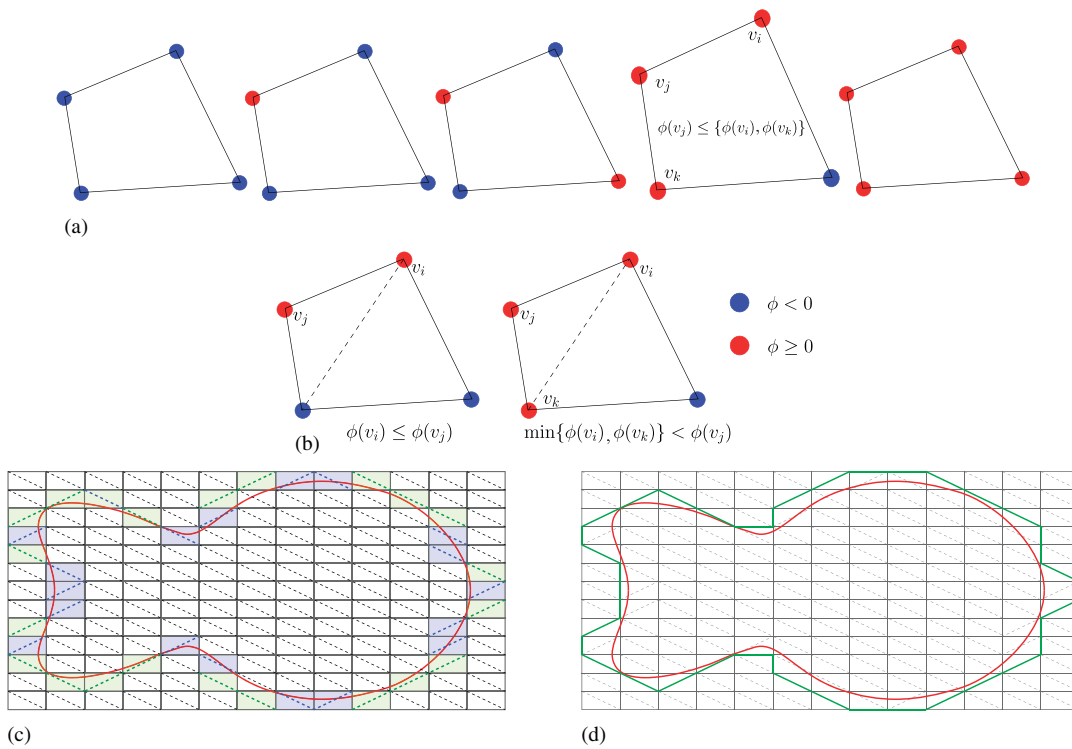 v_i
v_j
ϕ(v_j) ≤ {ϕ(v_i), ϕ(v_k)}
v_k
(a)
v_i
v_j
v_i
v_j
v_k
ϕ < 0
ϕ ≥ 0
(b)
ϕ(v_i) ≤ ϕ(v_j)
min{ϕ(v_i), ϕ(v_k)} < ϕ(v_j)
(c)
(d)